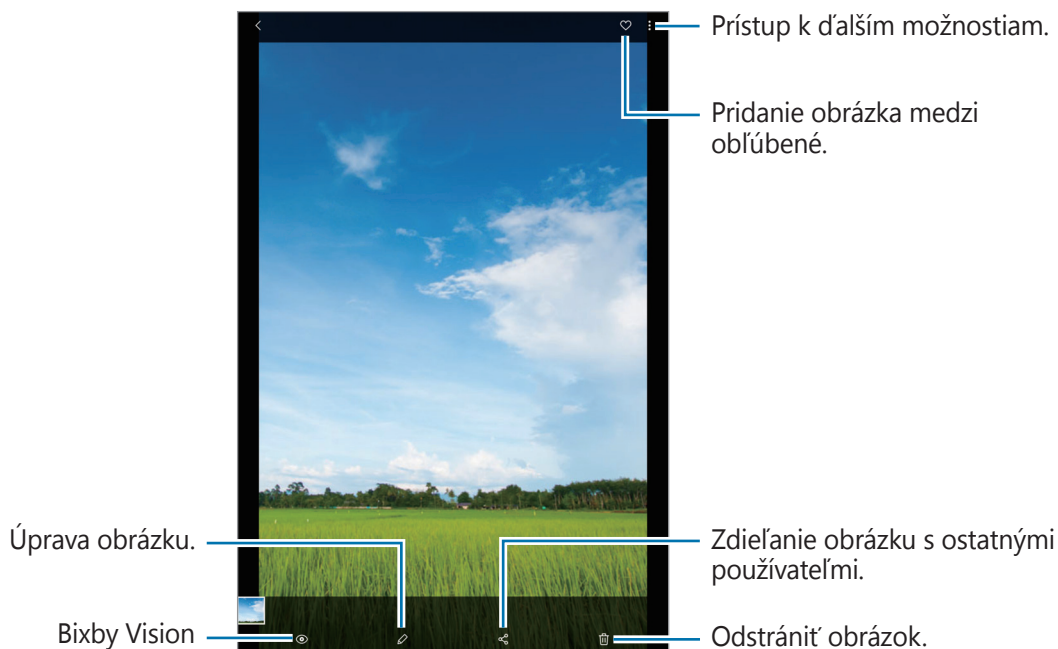 Prístup k ďalším možnostiam.
Pridanie obrázka medzi
obľúbené.
Úprava obrázku.
Zdieľanie obrázku s ostatnými
používateľmi.
Bixby Vision
Odstrániť obrázok.